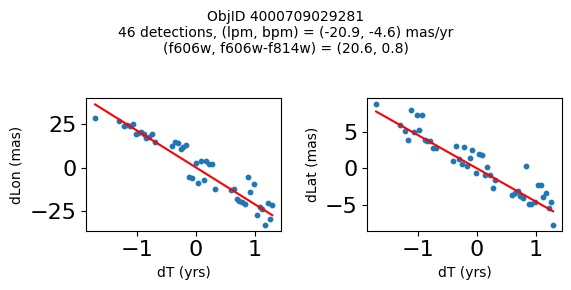 ObjID 4000709029281
46 detections, (lpm, bpm) = (-20.9, -4.6) mas/yr
(f606w, f606w-f814w) = (20.6, 0.8)
dLon (mas)
25
0
−25
−1
0
1
dT (yrs)
dLat (mas)
5
0
−5
−1
0
1
dT (yrs)